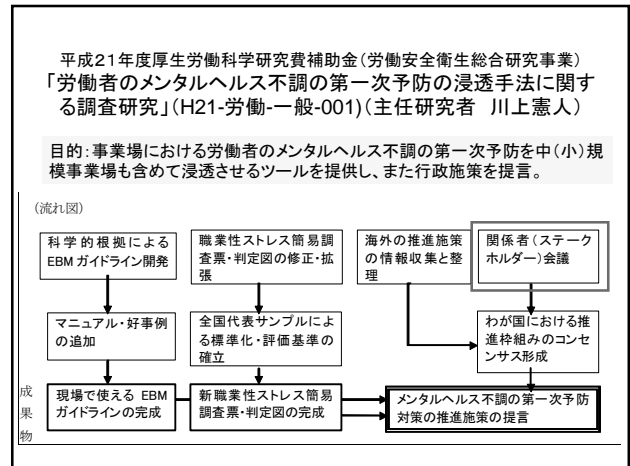 平成21年度厚生労働科学研究費補助金(労働安全衛生総合研究事業)
「労働者のメンタルヘルス不調の第一次予防の浸透手法に関す
る調査研究」(H21-労働-一般-001)(主任研究者 川上憲人)
目的:事業場における労働者のメンタルヘルス不調の第一次予防を中(小)規
模事業場も含めて浸透させるツールを提供し、また行政施策を提言。
(流れ図)
科学的根拠による
EBM ガイドライン開発
職業性ストレス簡易調
査票・判定図の修正・拡
張
海外の推進施策
の情報収集と整
理
関係者(ステーク
ホルダー)会議
マニュアル・好事例
の追加
全国代表サンプルによ
る標準化・評価基準の
確立
わが国における推
進枠組みのコンセ
ンサス形成
成
果
物
現場で使える EBM
ガイドラインの完成
新職業性ストレス簡易
調査票・判定図の完成
メンタルヘルス不調の第一次予防
対策の推進施策の提言